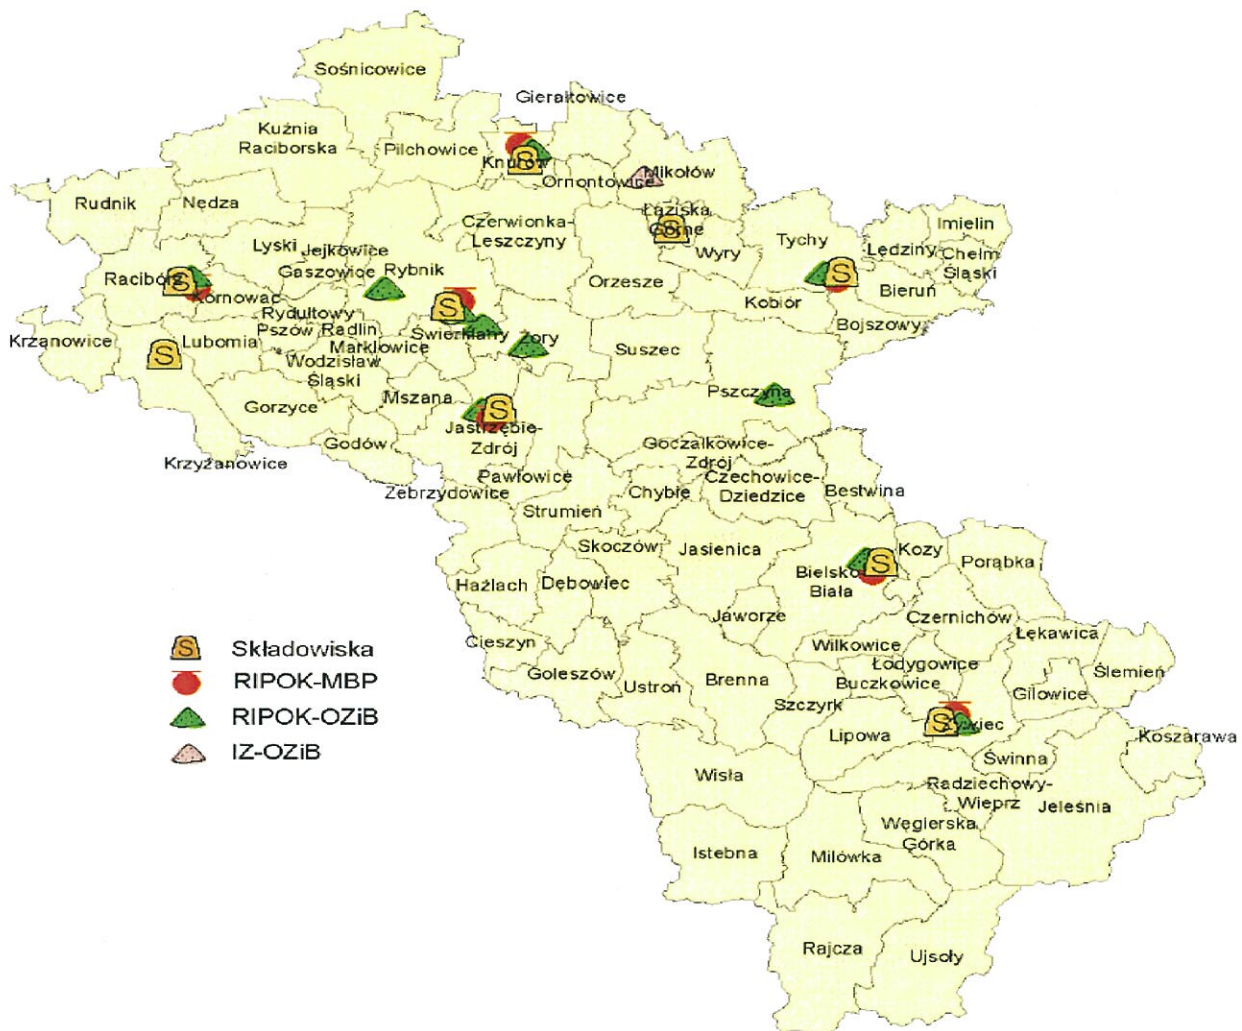 Sośnicowice
Gierałtowice
Kuźnia
Raciborska
Pilchowice
Knurów
S
Ornontowice
Mikołów
Rudnik
Nędza
Czerwionka-
Leszczyny
Łaziska
Górne
S
Wyry
Tychy
Imielin
Lędziny
Chełm
Śląski
Lyski
Jejkowice
Gaszowice
Rybnik
Orzesze
Racibórz
S
Kornowac
Kobiór
S
Bieruń
Bojszowy
Rydułtowy
Pszów
Radlin
S
Świerklany
Żory
Krzanowice
S
Lubomia
Marklowice
Wodzisław
Śląski
Suszec
Mszana
Pszczyna
Gorzyce
S
Jastrzębie-
Zdrój
Godów
Krzyżanowice
Goczałkowice-
Zdrój
Pawłowice
Zebrzydowice
Chybie
Czechowice-
Dziedzice
Bestwina
Strumień
Skoczów
Jasienica
Kozy
Porąbka
S
Bielsko
Biała
Hażlach
Dębowiec
Jaworze
Czernichów
Łękawica
Cieszyn
Wilkowice
Goleszów
Ustroń
Brenna
Łodygowice
Buczkowice
Szczyrk
Gilowice
Ślemień
S
Żywiec
Lipowa
Koszarawa
Świnna
Wisła
Radziechowy-
Wieprz
Jeleśnia
Węgierska
Górka
Istebna
Milówka
Rajcza
Ujsoły
S Składowiska
RIPOK-MBP
RIPOK-OZiB
IZ-OZiB